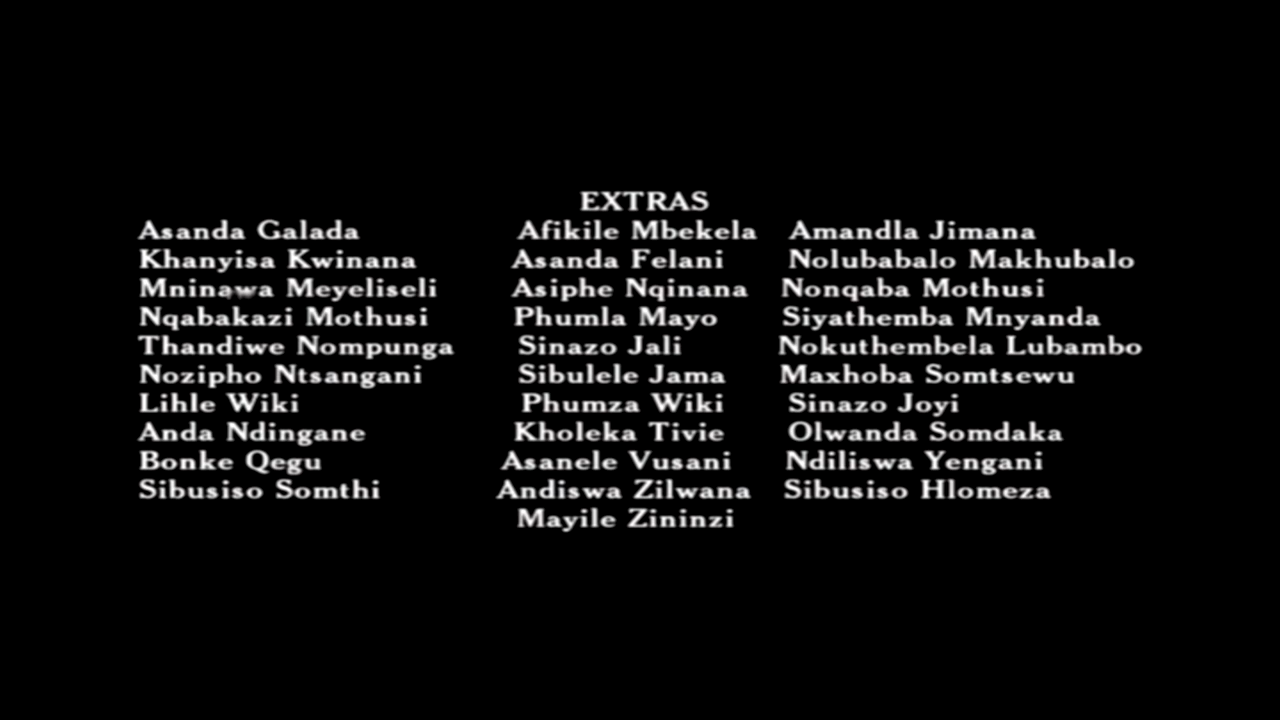 EXTRAS
Asanda Galada Afikile Mbekela Amandla Jimana
Khanyisa Kwinana Asanda Felani Nolubabalo Makhubalo
Mninawa Meyeliseli Asiphe Nqinana Nonqaba Mothusi
Nqabakazi Mothusi Phumla Mayo Siyathemba Mnyanda
Thandiwe Nompunga Sinazo Jali Nokuthembela Lubambo
Nozipho Ntsangani Sibulele Jama Maxhoba Somtsewu
Lihle Wiki Phumza Wiki Sinazo Joyi
Anda Ndingane Kholeka Tivie Olwanda Somdaka
Bonke Qegu Asanele Vusani Ndiliswa Yengani
Sibusiso Somthi Andiswa Zilwana Sibusiso Hlomeza
Mayile Zininzi